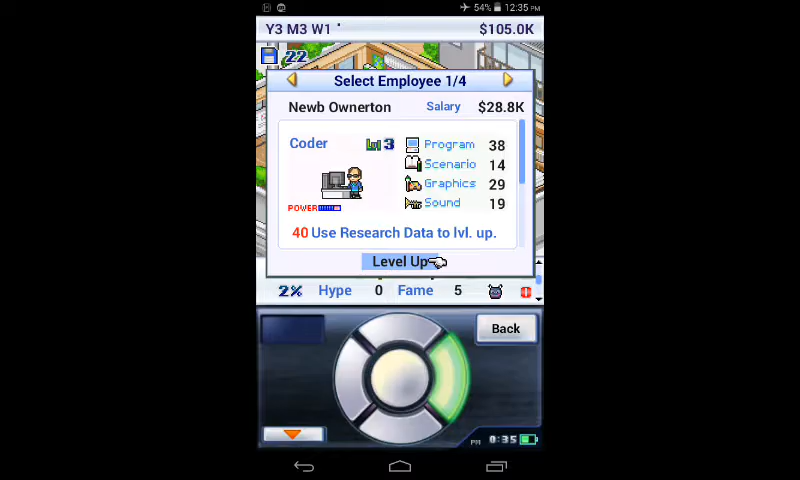 54% 12:35 PM
Y3 M3 W1 $105.0K
22
Select Employee 1/4
Newb Ownerton Salary $28.8K
Coder Lvl 3 Program 38
Scenario 14
Graphics 29
POWER Sound 19
40 Use Research Data to lvl. up.
Level Up
2% Hype 0 Fame 5
Back
PM 0:35